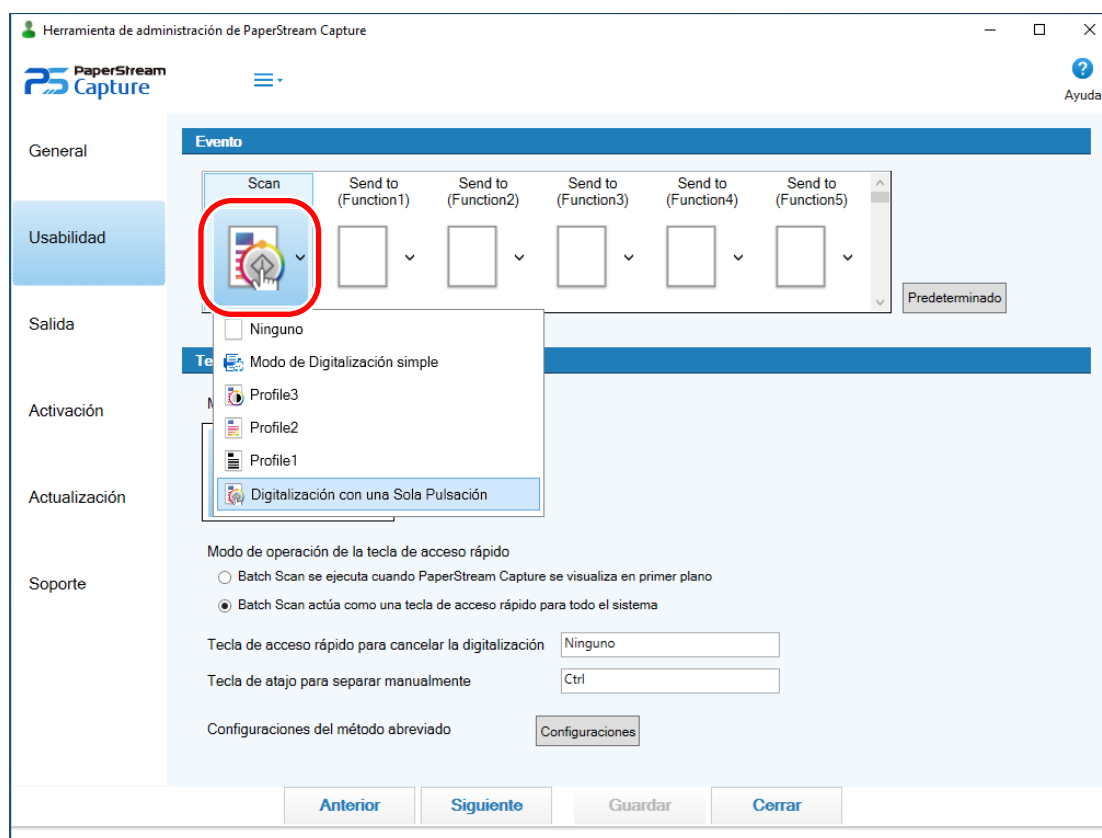 Herramienta de administración de PaperStream Capture
PaperStream
Capture
Ayuda
General
Usabilidad
Salida
Activación
Actualización
Soporte
Evento
Scan
Send to
(Function1)
Send to
(Function2)
Send to
(Function3)
Send to
(Function4)
Send to
(Function5)
Predeterminado
Ninguno
Modo de Digitalización simple
Profile3
Profile2
Profile1
Digitalización con una Sola Pulsación
Te
Modo de operación de la tecla de acceso rápido
Batch Scan se ejecuta cuando PaperStream Capture se visualiza en primer plano
Batch Scan actúa como una tecla de acceso rápido para todo el sistema
Tecla de acceso rápido para cancelar la digitalización Ninguno
Tecla de atajo para separar manualmente Ctrl
Configuraciones del método abreviado Configuraciones
Anterior Siguiente Guardar Cerrar